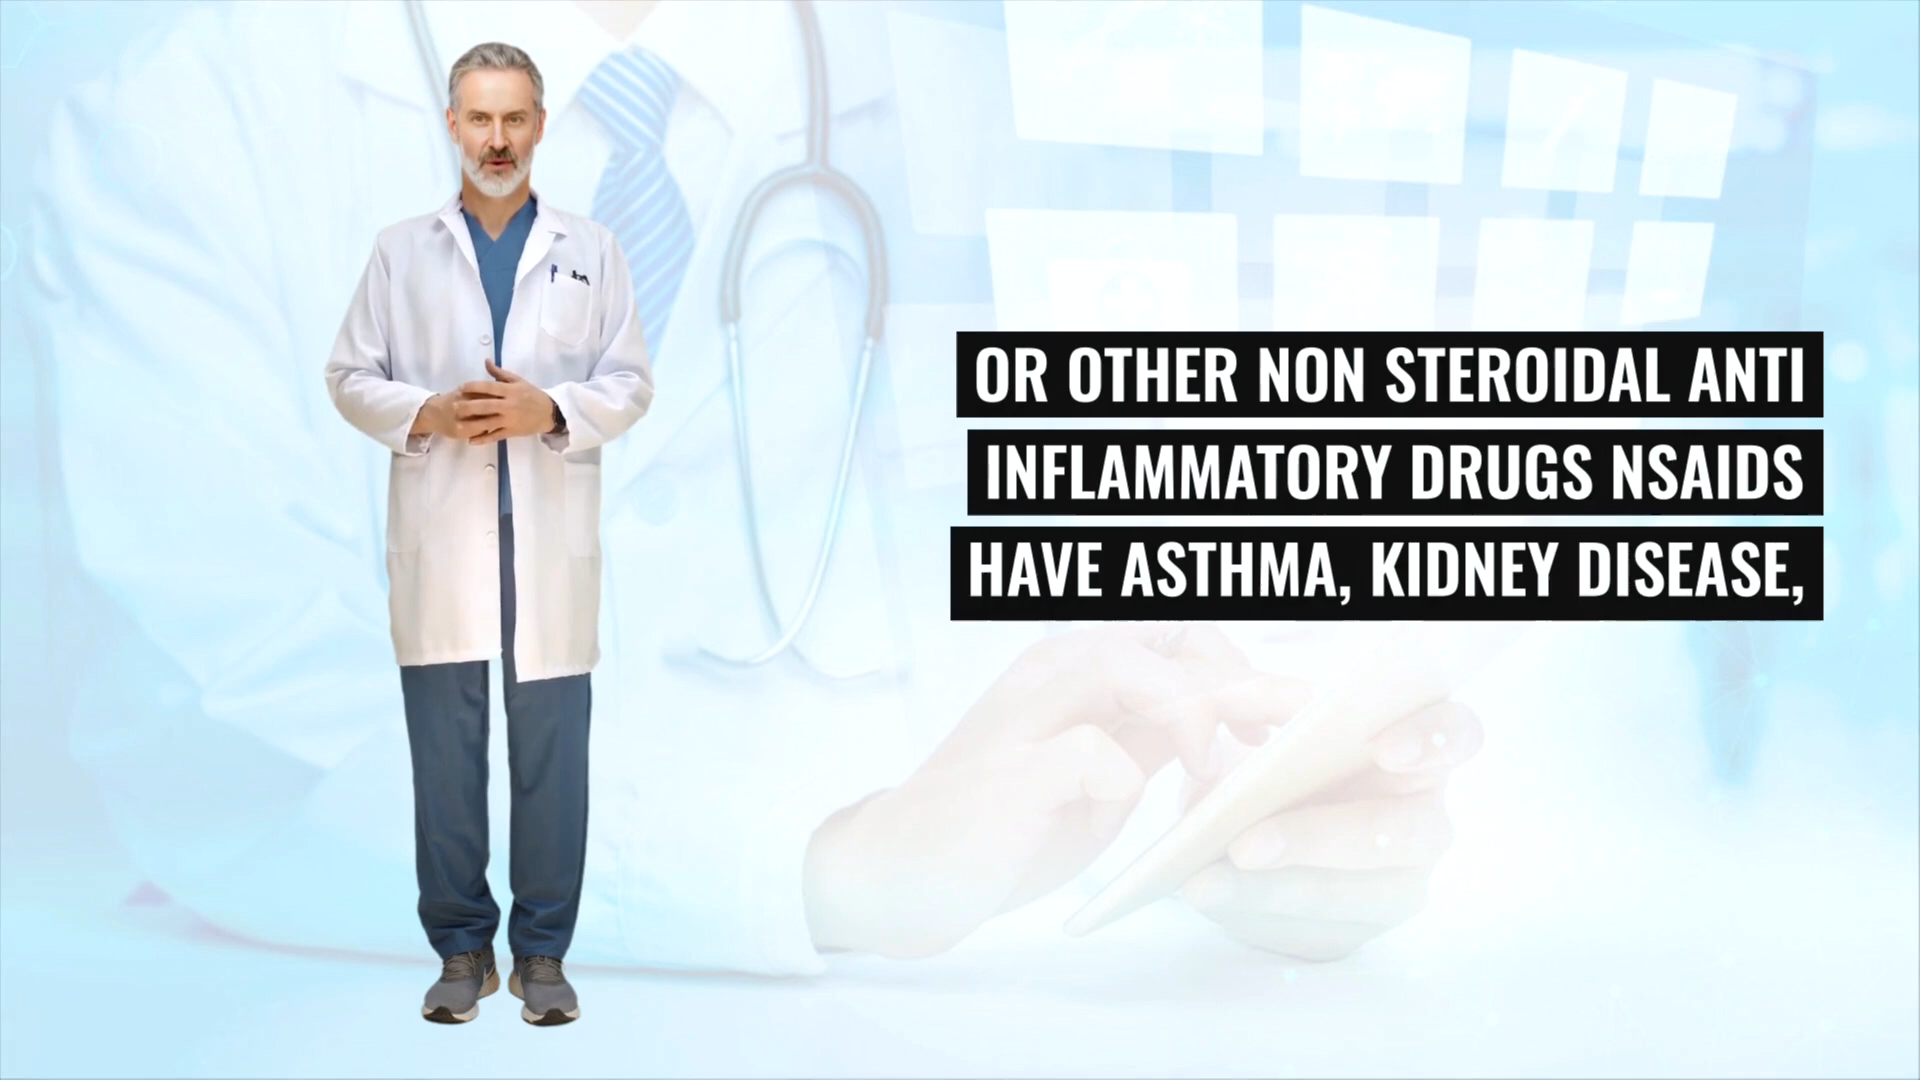 OR OTHER NON STEROIDAL ANTI
INFLAMMATORY DRUGS NSAIDS
HAVE ASTHMA, KIDNEY DISEASE,